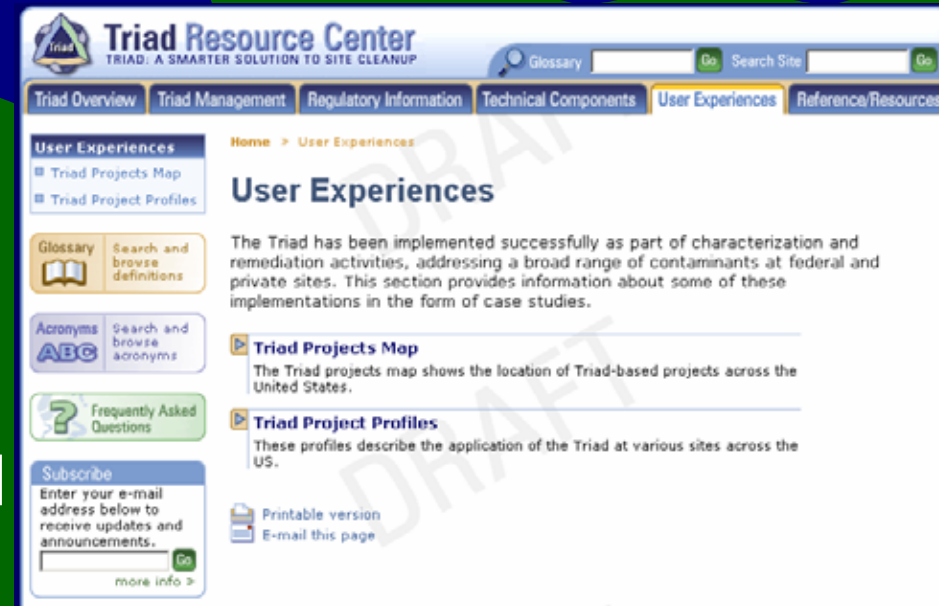 Triad
Triad Resource Center
TRIAD: A SMARTER SOLUTION TO SITE CLEANUP
Glossary Go Search Site Go
Triad Overview Triad Management Regulatory Information Technical Components User Experiences Reference/Resources
User Experiences
Triad Projects Map
Triad Project Profiles
Glossary
Search and
browse
definitions
Acronyms
ABC
Search and
browse
acronyms
?
Frequently Asked
Questions
Subscribe
Enter your e-mail
address below to
receive updates and
announcements.
Go
more info »
Home > User Experiences
User Experiences
The Triad has been implemented successfully as part of characterization and
remediation activities, addressing a broad range of contaminants at federal and
private sites. This section provides information about some of these
implementations in the form of case studies.
Triad Projects Map
The Triad projects map shows the location of Triad-based projects across the
United States.
Triad Project Profiles
These profiles describe the application of the Triad at various sites across the
US.
Printable version
E-mail this page
DRAFT
DRAFT